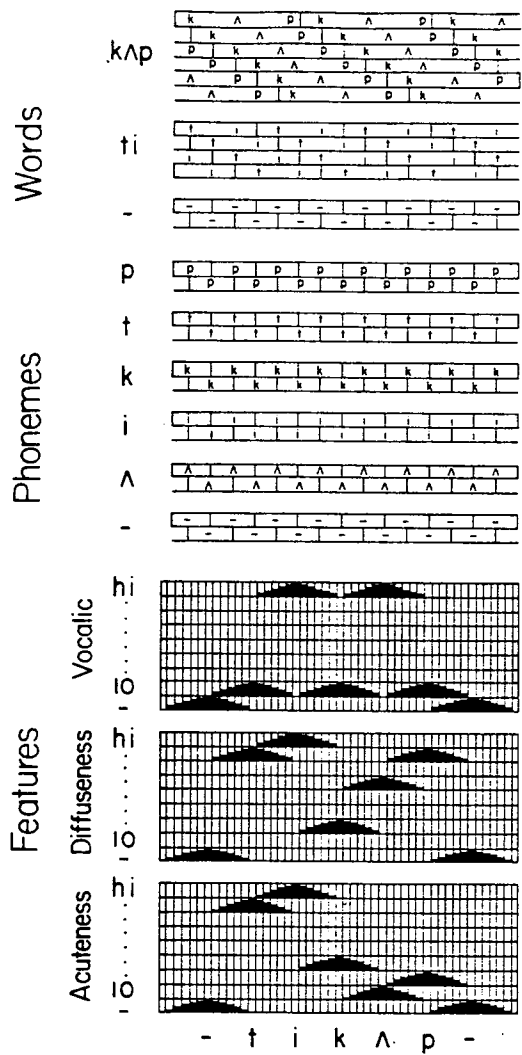 Words
kʌp
k ʌ p k ʌ p k ʌ
k ʌ p k ʌ p k
p k ʌ p k ʌ p k
p k ʌ p k ʌ p
ʌ p k ʌ p k ʌ p
ʌ p k ʌ p k ʌ
ti
t i t i t i t i
t i t i t i t
i t i t i t i t
i t i t i t i
-
- - - - - - - -
- - - - - - -
Phonemes
p
p p p p p p p p
p p p p p p p
t
t t t t t t t t
t t t t t t t
k
k k k k k k k k
k k k k k k k
i
i i i i i i i i
i i i i i i i
ʌ
ʌ ʌ ʌ ʌ ʌ ʌ ʌ ʌ
ʌ ʌ ʌ ʌ ʌ ʌ ʌ
-
- - - - - - - -
- - - - - - -
Features
Vocalic
hi
.
.
.
lO
-
Diffuseness
hi
.
.
.
lO
-
Acuteness
hi
.
.
.
lO
-
- t i k ʌ p -